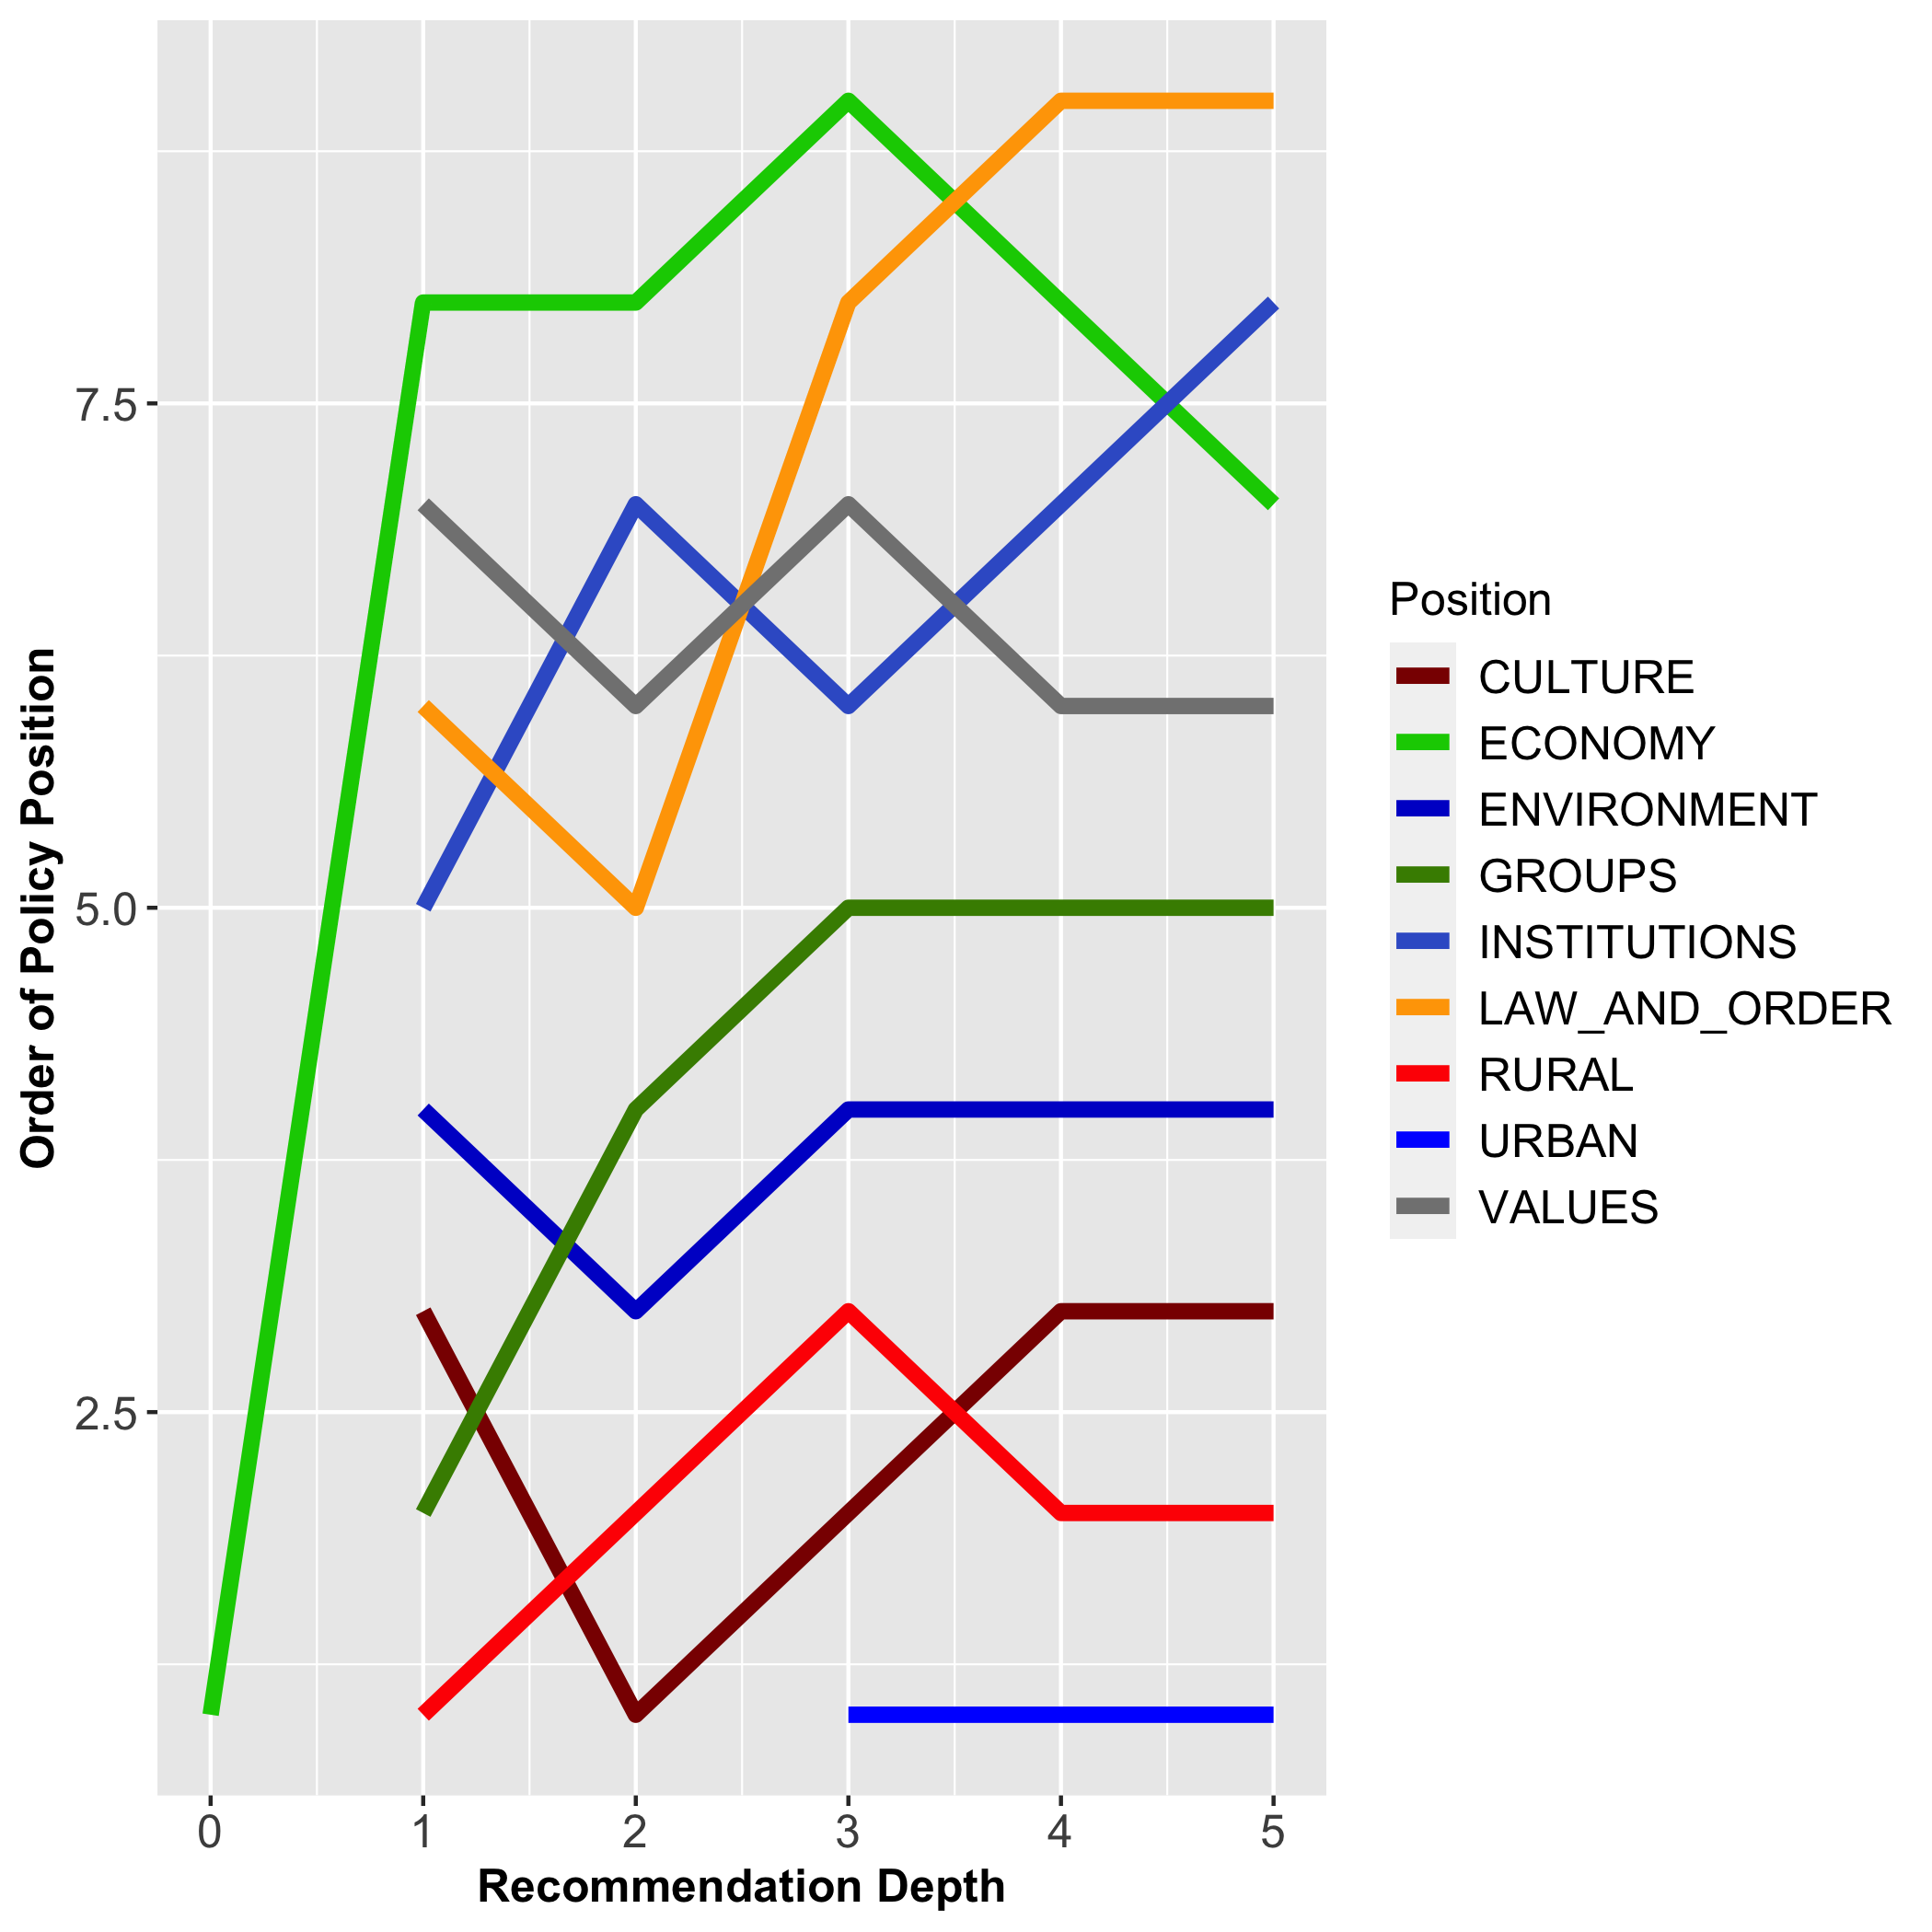 Order of Policy Position
7.5
5.0
2.5
0 1 2 3 4 5
Recommendation Depth
Position
CULTURE
ECONOMY
ENVIRONMENT
GROUPS
INSTITUTIONS
LAW_AND_ORDER
RURAL
URBAN
VALUES